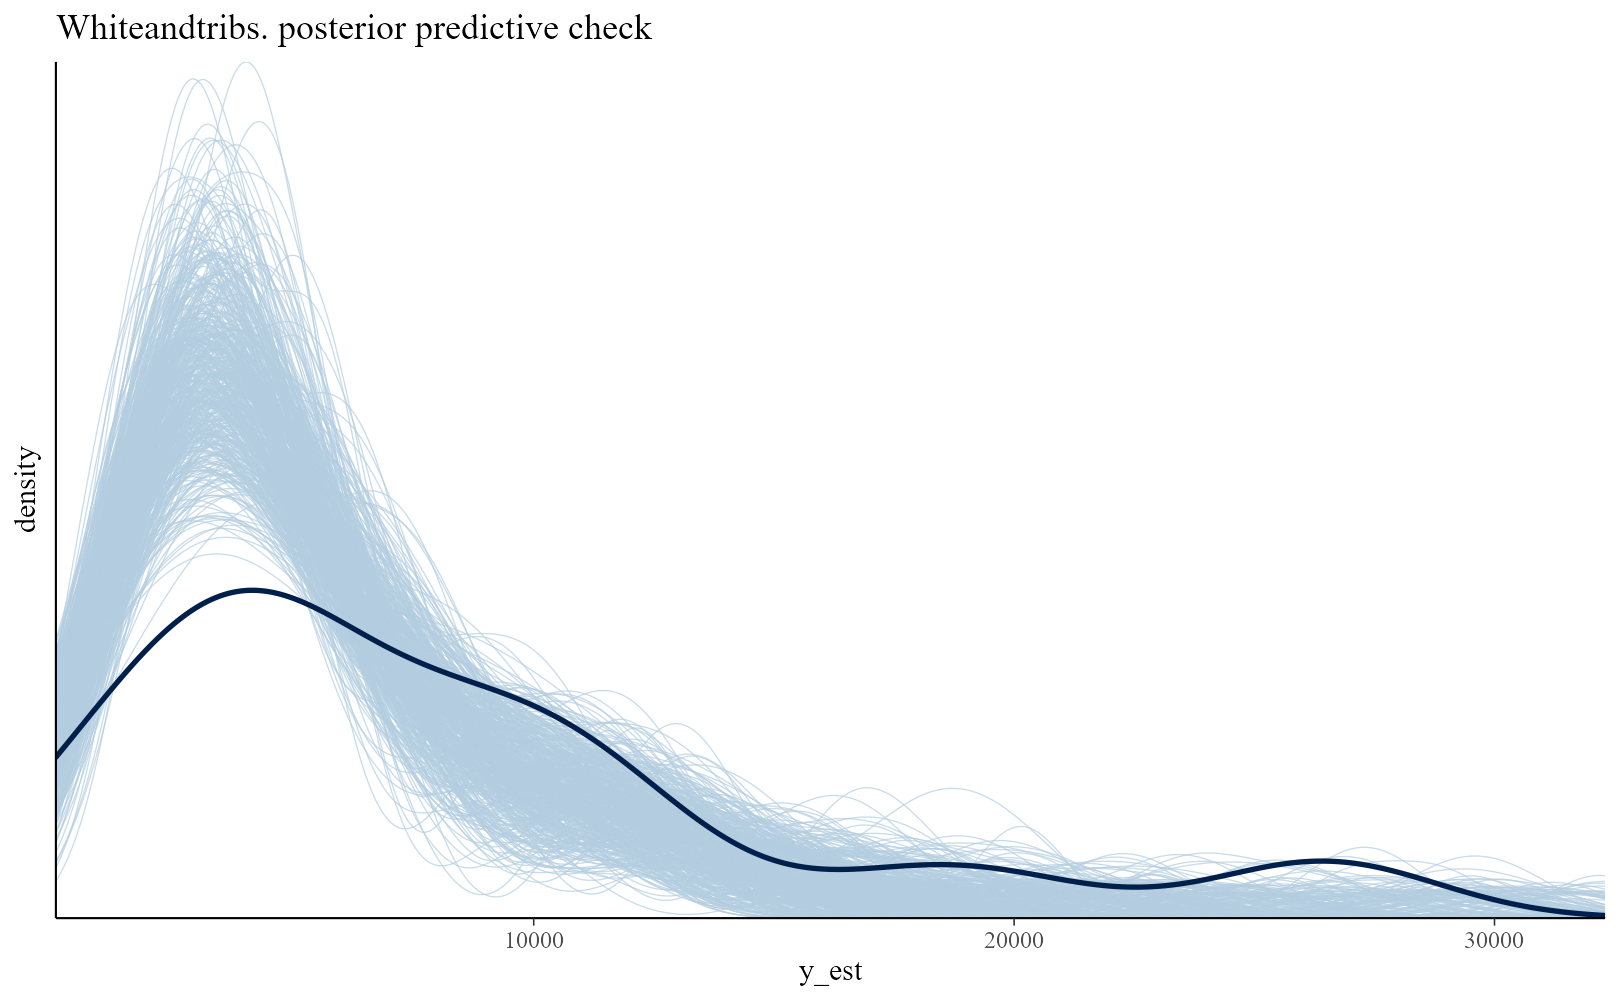 Whiteandtribs. posterior predictive check
density
10000
20000
30000
y_est